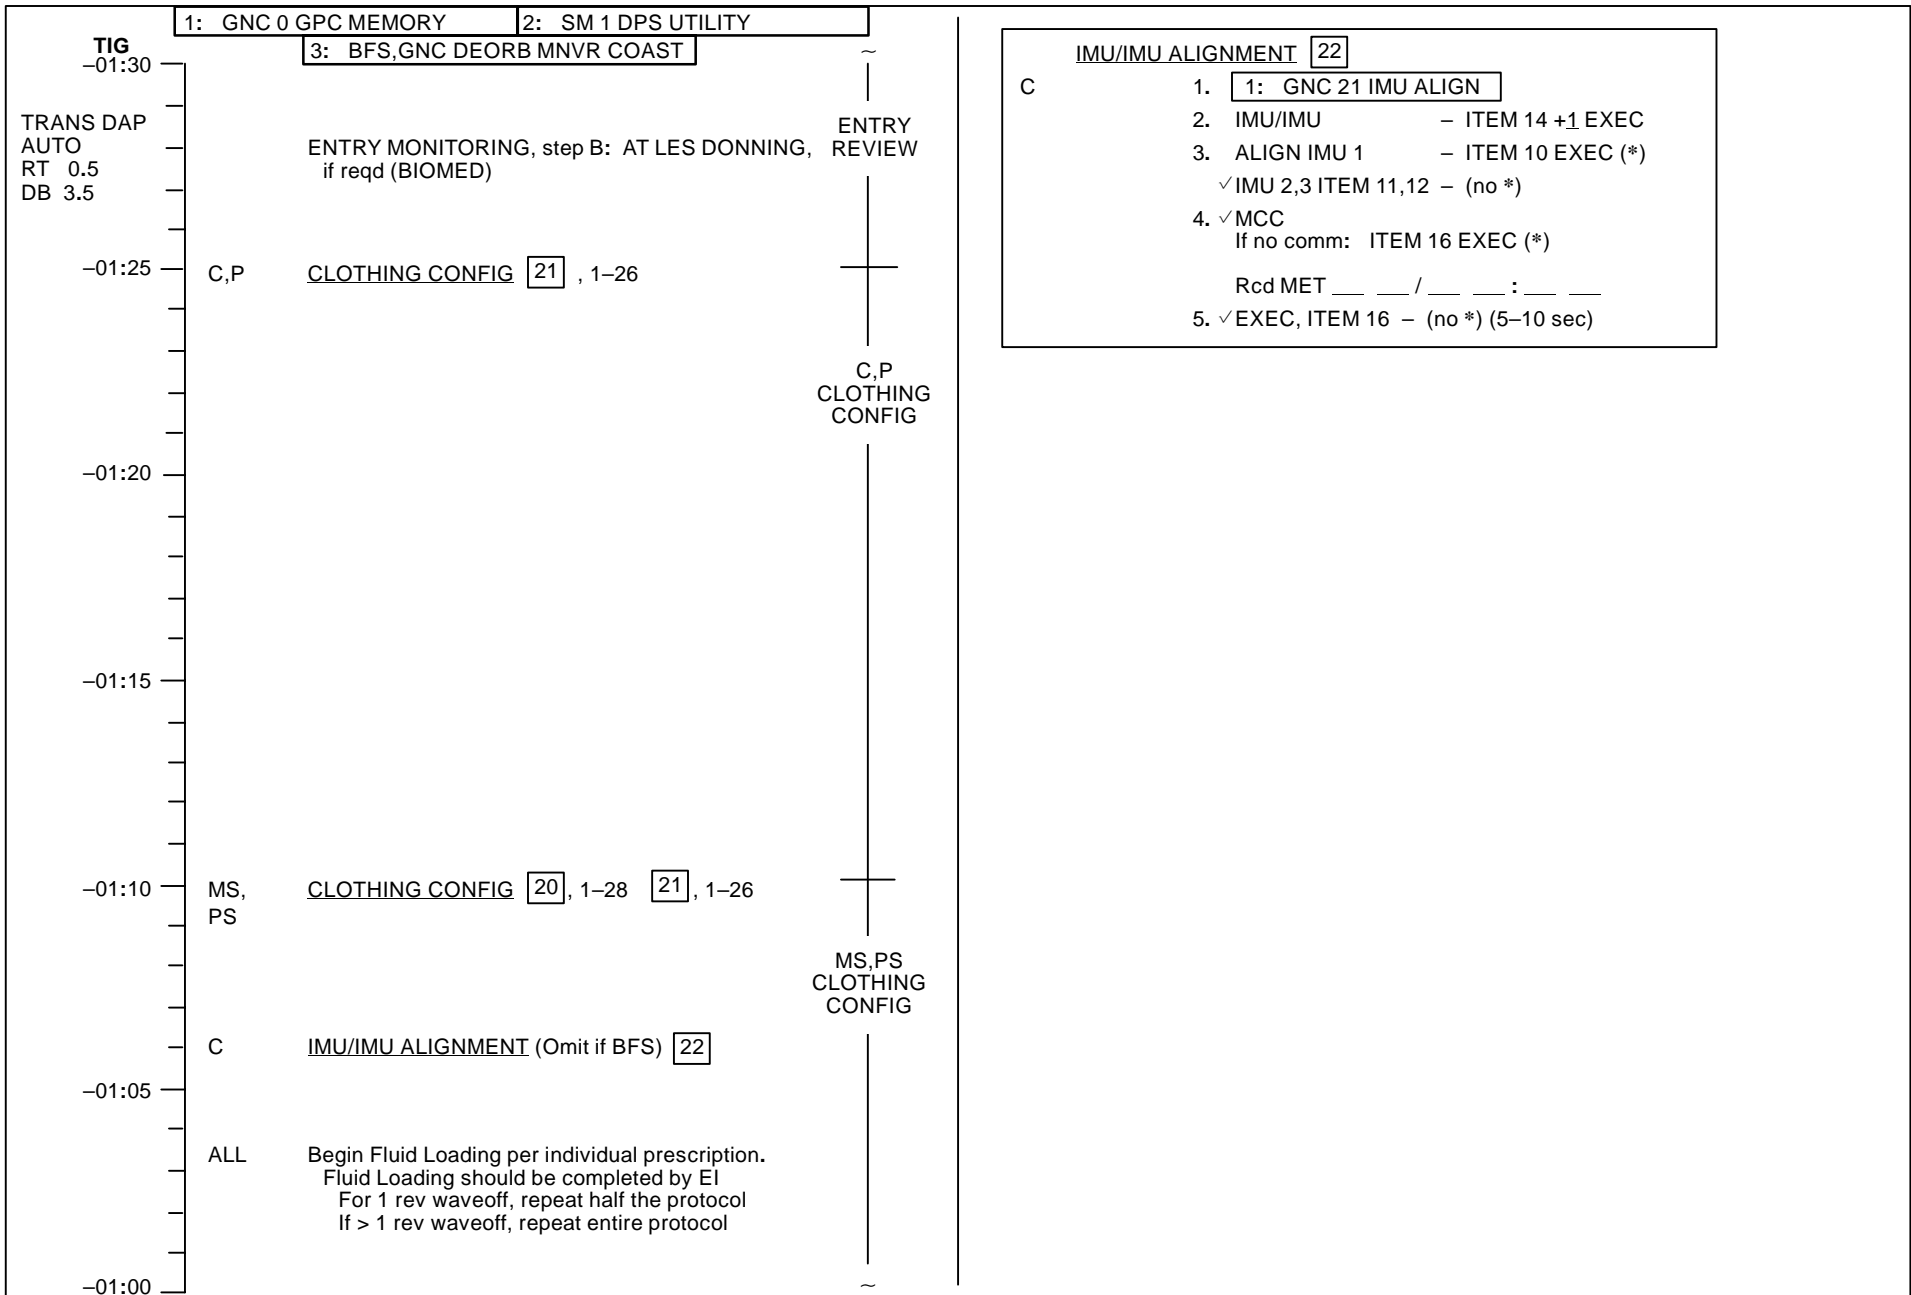 1: GNC 0 GPC MEMORY 2: SM 1 DPS UTILITY
3: BFS,GNC DEORB MNVR COAST
TIG
–01:30
~
TRANS DAP
AUTO
RT 0.5
DB 3.5
ENTRY MONITORING, step B: AT LES DONNING,
if reqd (BIOMED)
ENTRY
REVIEW
–01:25 C,P CLOTHING CONFIG 21 , 1–26
C,P
CLOTHING
CONFIG
–01:20
–01:15
–01:10 MS, CLOTHING CONFIG 20 , 1–28 21 , 1–26
PS
MS,PS
CLOTHING
CONFIG
C IMU/IMU ALIGNMENT (Omit if BFS) 22
–01:05
ALL Begin Fluid Loading per individual prescription.
Fluid Loading should be completed by EI
For 1 rev waveoff, repeat half the protocol
If > 1 rev waveoff, repeat entire protocol
–01:00
~
IMU/IMU ALIGNMENT 22
C 1. 1: GNC 21 IMU ALIGN
2. IMU/IMU – ITEM 14 +1 EXEC
3. ALIGN IMU 1 – ITEM 10 EXEC (*)
√IMU 2,3 ITEM 11,12 – (no *)
4. √MCC
If no comm: ITEM 16 EXEC (*)
Rcd MET __ __ / __ __ : __ __
5. √EXEC, ITEM 16 – (no *) (5–10 sec)